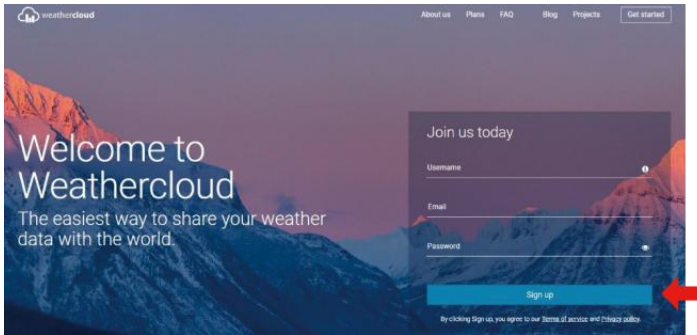 weathercloud
About us Plans FAQ Blog Projects Get started
Welcome to
Weathercloud
The easiest way to share your weather
data with the world.
Join us today
Username
Email
Password
Sign up
By clicking Sign up, you agree to our Terms of service and Privacy policy.